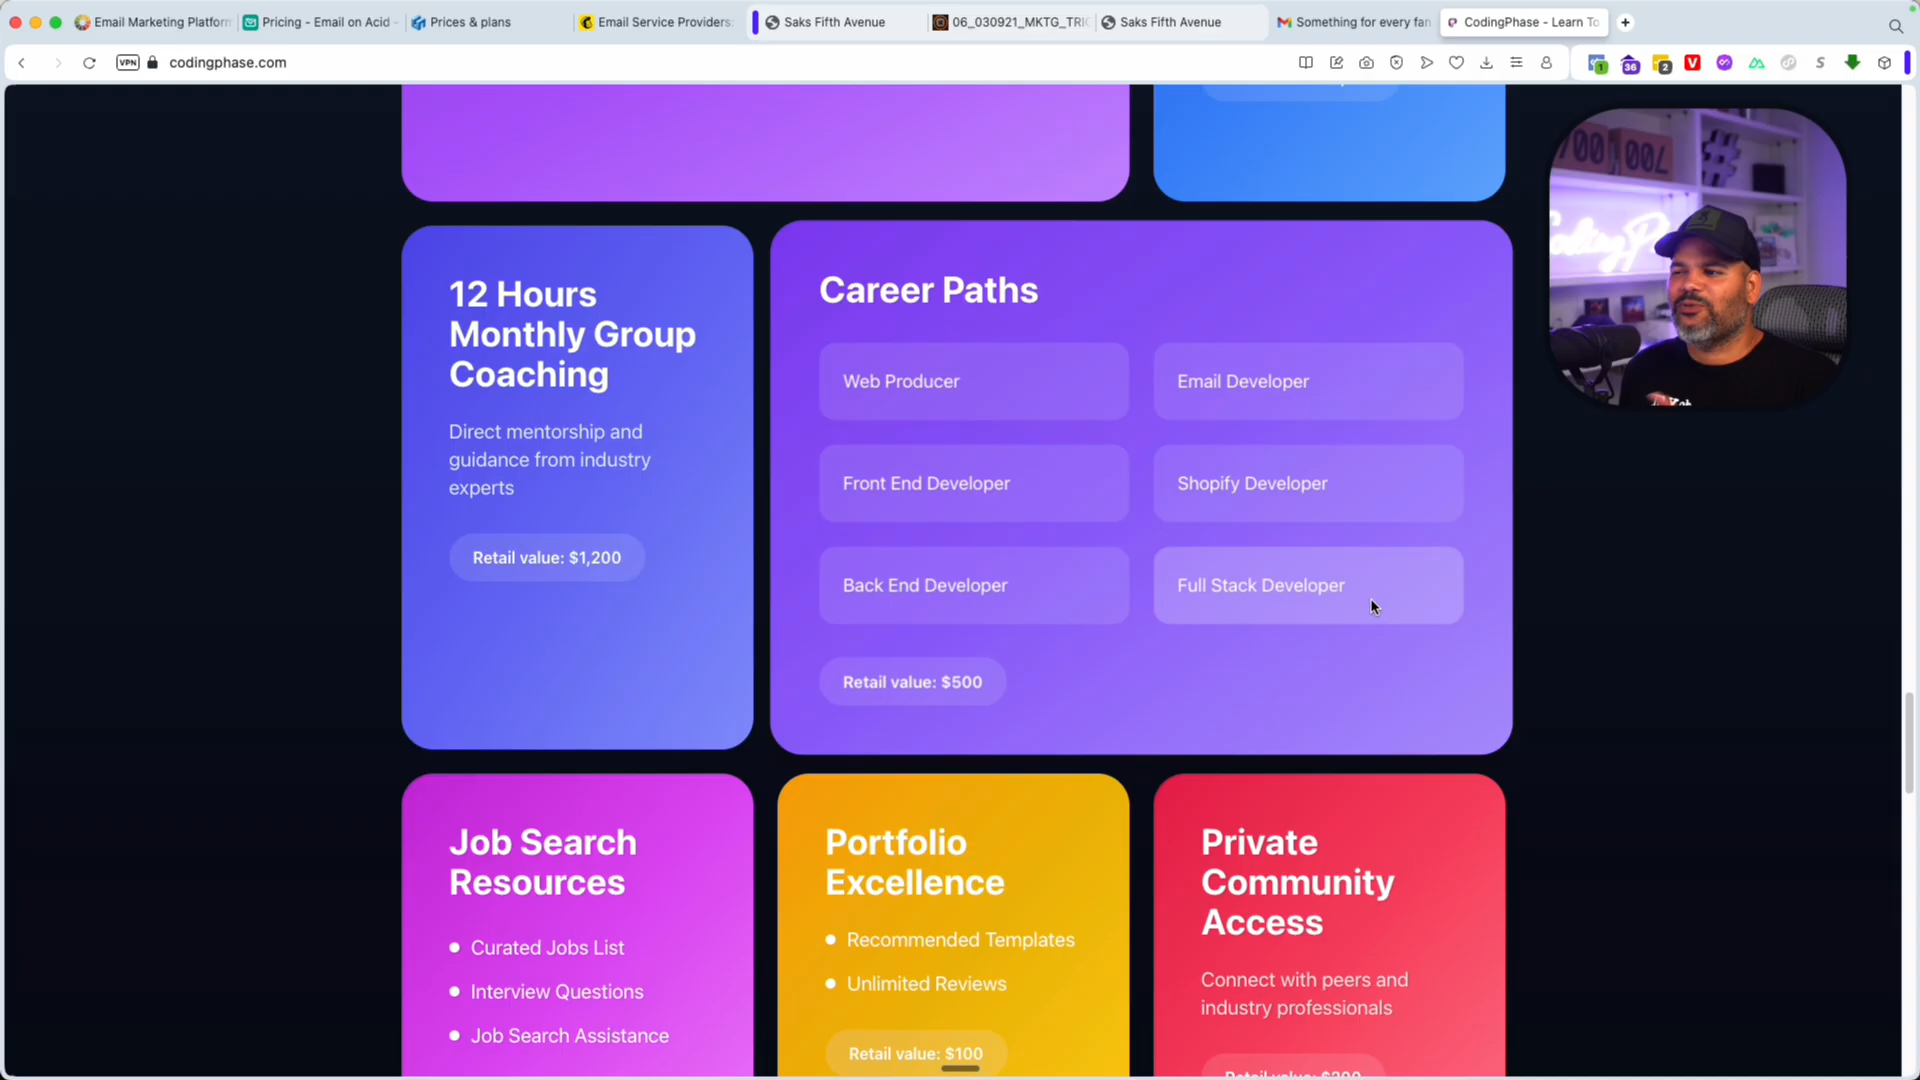 Email Marketing Platform
Pricing - Email on Acid -
Prices & plans
Email Service Providers:
Saks Fifth Avenue
06_030921_MKTG_TRI
Saks Fifth Avenue
Something for every fan
CodingPhase - Learn To
VPN
codingphase.com
1
36
2
12 Hours
Monthly Group
Coaching
Direct mentorship and
guidance from industry
experts
Retail value: $1,200
Career Paths
Web Producer
Email Developer
Front End Developer
Shopify Developer
Back End Developer
Full Stack Developer
Retail value: $500
Job Search
Resources
Curated Jobs List
Interview Questions
Job Search Assistance
Portfolio
Excellence
Recommended Templates
Unlimited Reviews
Retail value: $100
Private
Community
Access
Connect with peers and
industry professionals
Retail value: $200